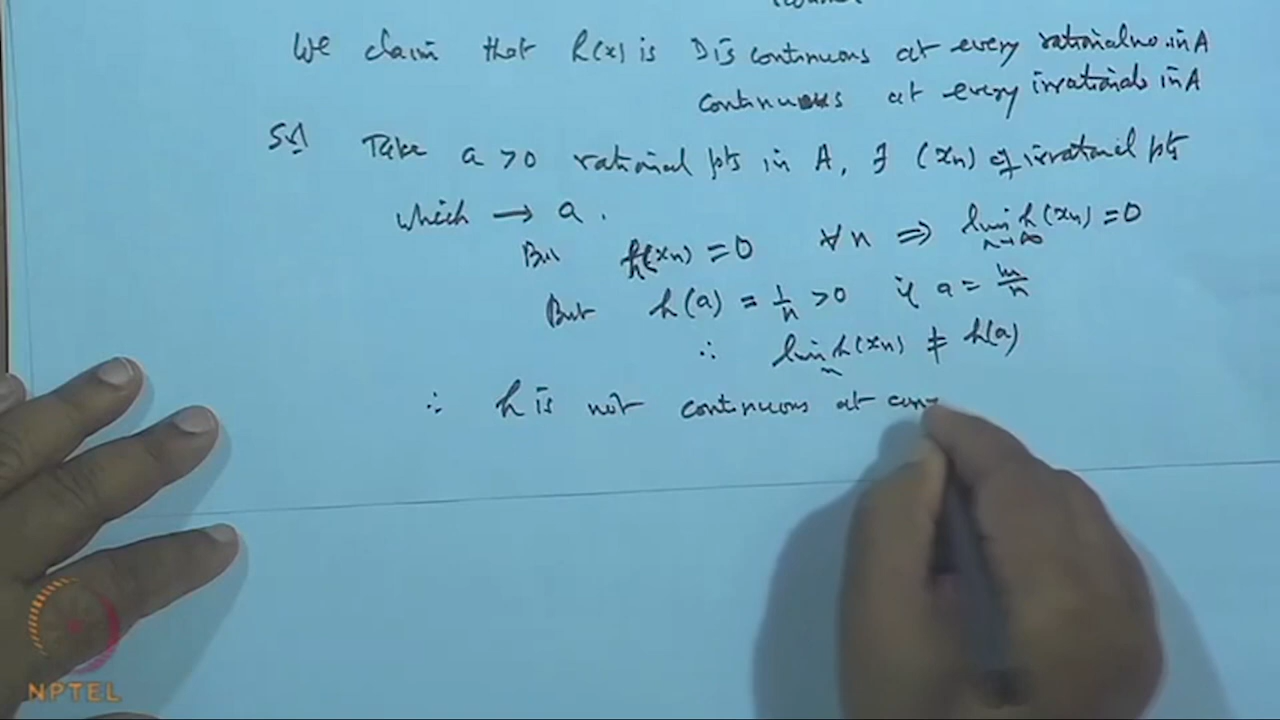 We claim that h(x) is Discontinuous at every rational no. in A
continuous at every irrationals in A
Sol Take a > 0 rational pts in A, ∃ (xn) of irrational pts
which → a.
But h(xn) = 0 ∀ n ⇒ lim n→∞ h(xn) = 0
But h(a) = 1/n > 0 if a = m/n
∴ lim n h(xn) ≠ h(a)
∴ h is not continuous at any
NPTEL